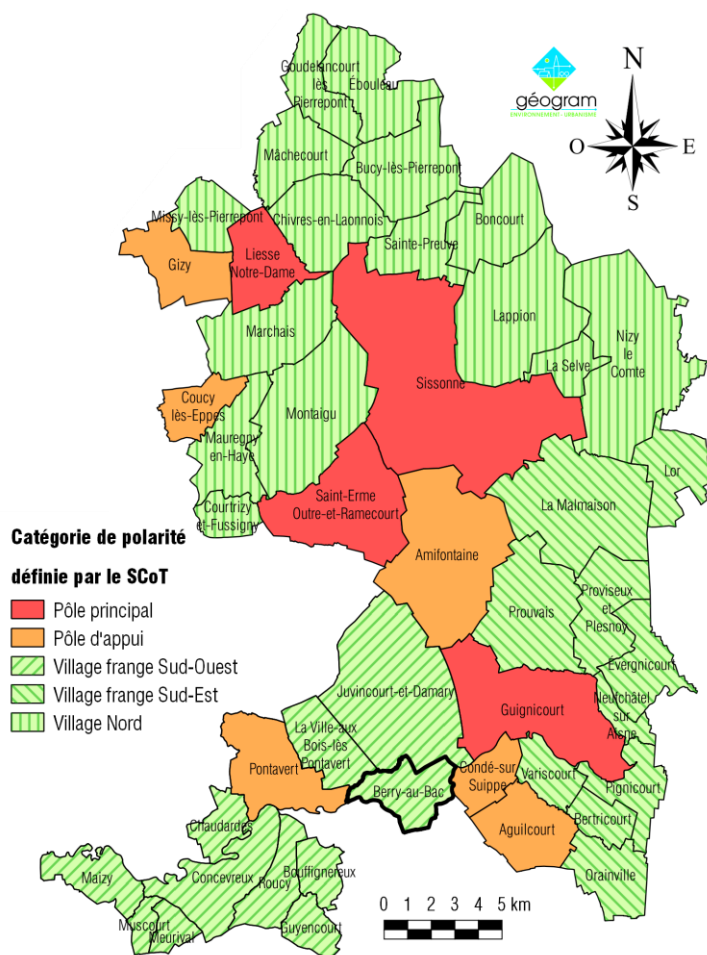 Goudelancourt
lès
Pierrepont
Ébouleau
géogram
ENVIRONNEMENT - URBANISME
N
O
E
S
Mâchecourt
Bucy-lès-Pierrepont
Missy-lès-Pierrepont
Chivres-en-Laonnois
Boncourt
Sainte-Preuve
Gizy
Liesse
Notre-Dame
Marchais
Lappion
Nizy
le
Comte
La Selve
Sissonne
Coucy
lès-Eppes
Montaigu
Mauregny
en-Haye
Lor
Saint-Erme
Outre-et-Ramecourt
Courtrizy
et-Fussigny
La Malmaison
Amifontaine
Catégorie de polarité
définie par le SCoT
Pôle principal
Pôle d'appui
Village frange Sud-Ouest
Village frange Sud-Est
Village Nord
Prouvais
Proviseux
et
Plesnoy
Évergnicourt
Juvincourt-et-Damary
Guignicourt
Neufchâtel
sur
Aisne
La Ville-aux
Bois-lès
Pontavert
Pontavert
Condé-sur
Suippe
Variscourt
Pignicourt
Berry-au-Bac
Bertricourt
Aguilcourt
Chaudardes
Orainville
Maizy
Concevreux
Roucy
Bouffignereux
Muscourt
Meurival
Guyencourt
0 1 2 3 4 5 km